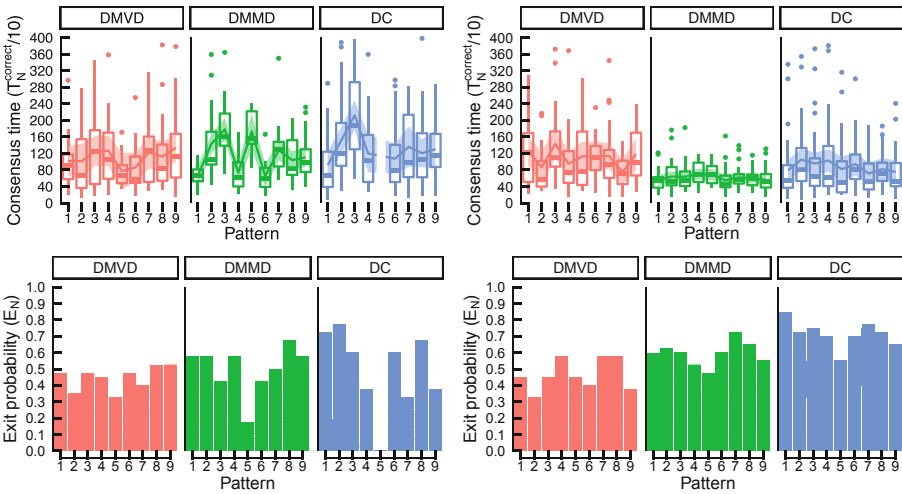 DMVD DMMD DC
Consensus time (T_N^correct/10)
400
360
320
280
240
200
160
120
80
40
0
1 2 3 4 5 6 7 8 9 1 2 3 4 5 6 7 8 9 1 2 3 4 5 6 7 8 9
Pattern
DMVD DMMD DC
Consensus time (T_N^correct/10)
400
360
320
280
240
200
160
120
80
40
0
1 2 3 4 5 6 7 8 9 1 2 3 4 5 6 7 8 9 1 2 3 4 5 6 7 8 9
Pattern
DMVD DMMD DC
Exit probability (E_N)
1.0
0.9
0.8
0.7
0.6
0.5
0.4
0.3
0.2
0.1
0.0
1 2 3 4 5 6 7 8 9 1 2 3 4 5 6 7 8 9 1 2 3 4 5 6 7 8 9
Pattern
DMVD DMMD DC
Exit probability (E_N)
1.0
0.9
0.8
0.7
0.6
0.5
0.4
0.3
0.2
0.1
0.0
1 2 3 4 5 6 7 8 9 1 2 3 4 5 6 7 8 9 1 2 3 4 5 6 7 8 9
Pattern